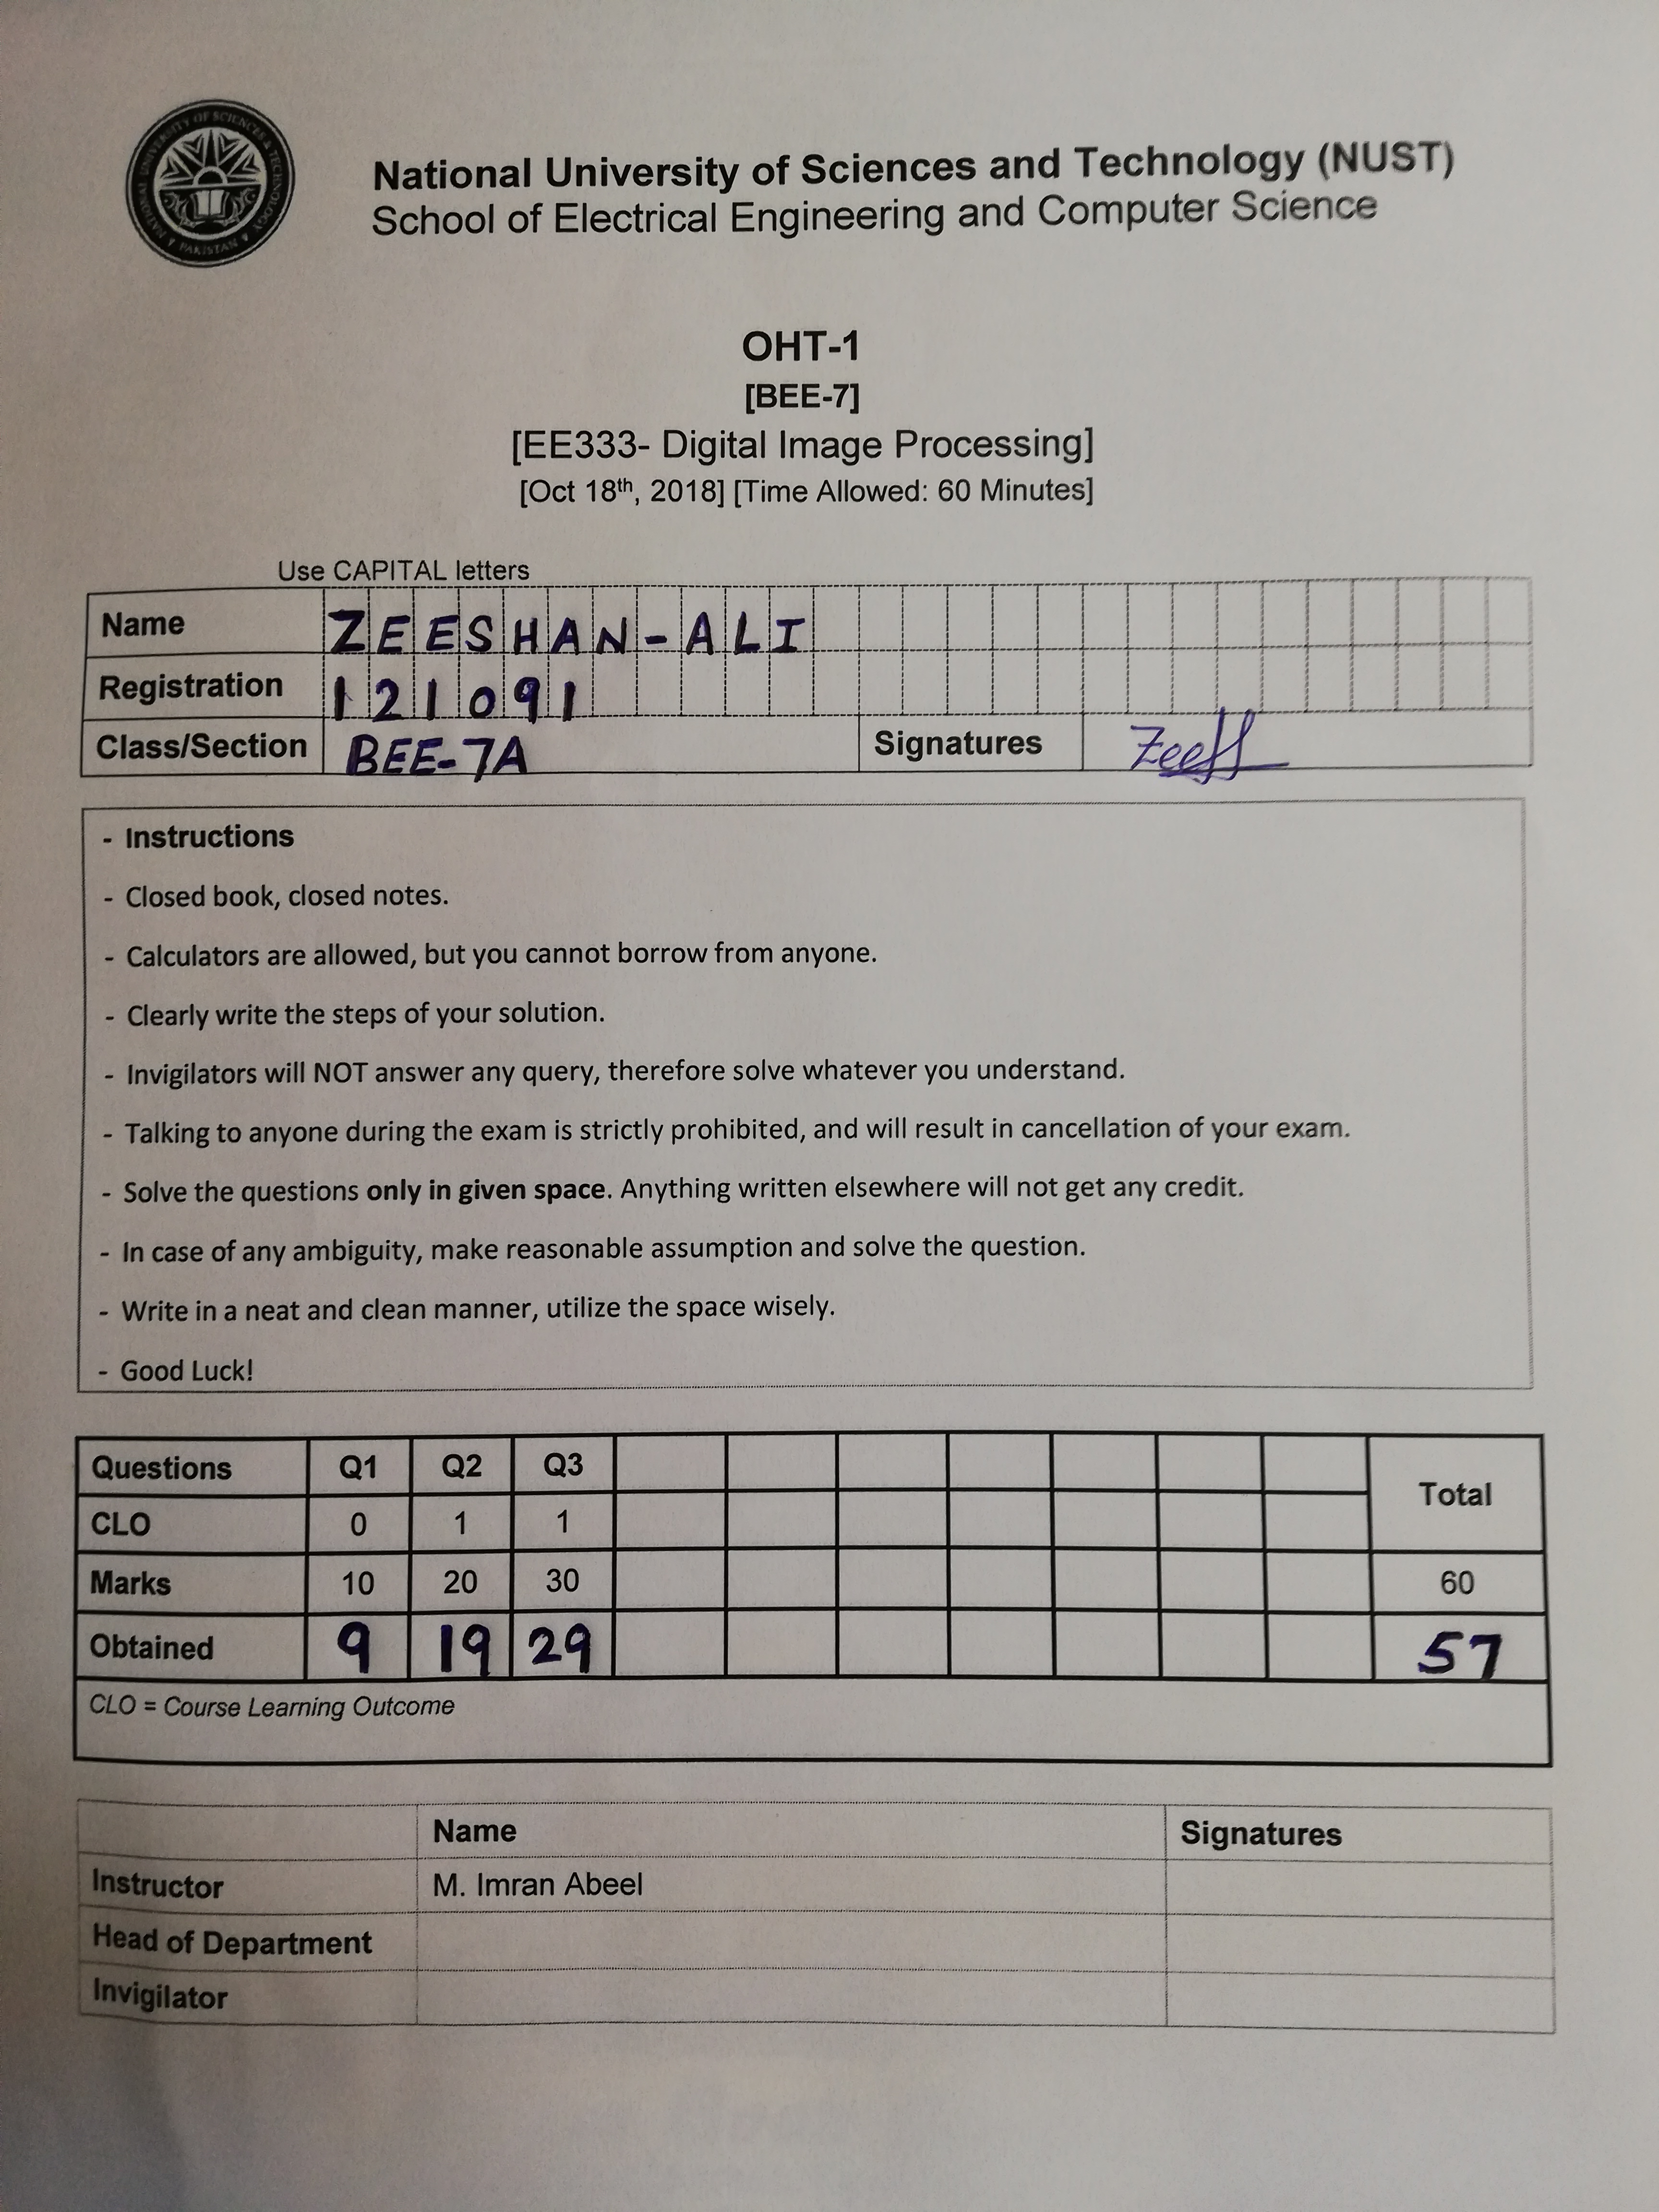 NATIONAL UNIVERSITY OF SCIENCES & TECHNOLOGY
PAKISTAN
National University of Sciences and Technology (NUST)
School of Electrical Engineering and Computer Science
OHT-1
[BEE-7]
[EE333- Digital Image Processing]
[Oct 18th, 2018] [Time Allowed: 60 Minutes]
Use CAPITAL letters
Name ZEESHAN-ALI
Registration 121091
Class/Section BEE-7A Signatures
- Instructions
- Closed book, closed notes.
- Calculators are allowed, but you cannot borrow from anyone.
- Clearly write the steps of your solution.
- Invigilators will NOT answer any query, therefore solve whatever you understand.
- Talking to anyone during the exam is strictly prohibited, and will result in cancellation of your exam.
- Solve the questions only in given space. Anything written elsewhere will not get any credit.
- In case of any ambiguity, make reasonable assumption and solve the question.
- Write in a neat and clean manner, utilize the space wisely.
- Good Luck!
Questions Q1 Q2 Q3 Total
CLO 0 1 1
Marks 10 20 30 60
Obtained 9 19 29 57
CLO = Course Learning Outcome
Name Signatures
Instructor M. Imran Abeel
Head of Department
Invigilator